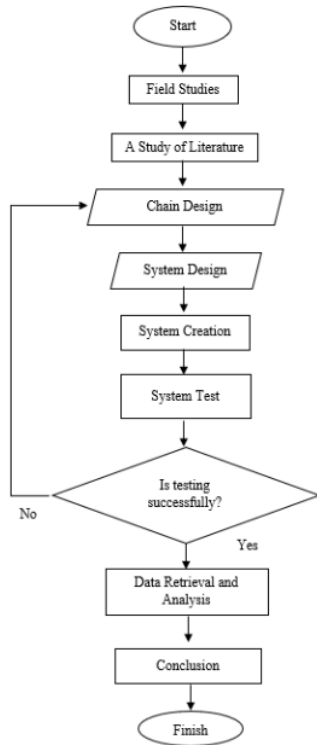 Start
Field Studies
A Study of Literature
Chain Design
System Design
System Creation
System Test
Is testing
successfully?
No
Yes
Data Retrieval and
Analysis
Conclusion
Finish